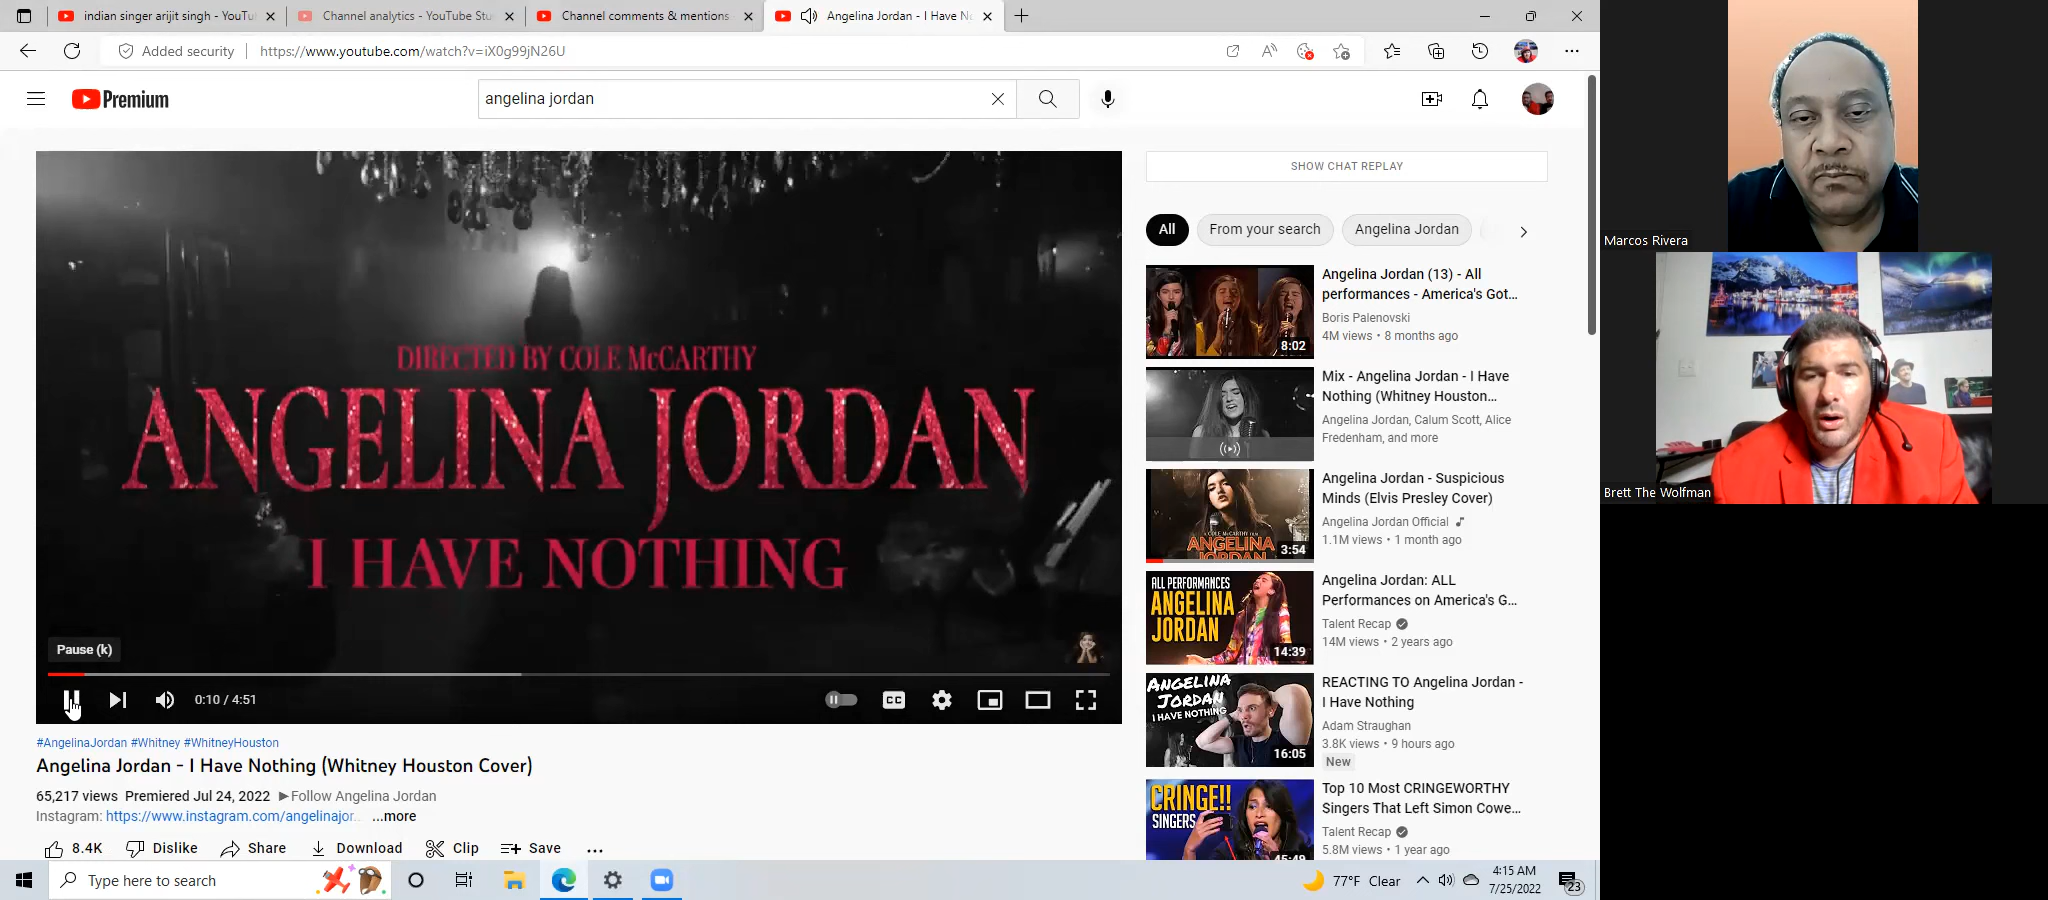 indian singer arijit singh - YouTu
Channel analytics - YouTube Stu
Channel comments & mentions
Angelina Jordan - I Have No
Added security
https://www.youtube.com/watch?v=iX0g99jN26U
Premium
angelina jordan
DIRECTED BY COLE McCARTHY
ANGELINA JORDAN
I HAVE NOTHING
Pause (k)
0:10 / 4:51
CC
#AngelinaJordan #Whitney #WhitneyHouston
Angelina Jordan - I Have Nothing (Whitney Houston Cover)
65,217 views Premiered Jul 24, 2022 ►Follow Angelina Jordan
Instagram: https://www.instagram.com/angelinajor... ...more
8.4K
Dislike
Share
Download
Clip
Save
SHOW CHAT REPLAY
All
From your search
Angelina Jordan
8:02
Angelina Jordan (13) - All
performances - America's Got...
Boris Palenovski
4M views • 8 months ago
Mix - Angelina Jordan - I Have
Nothing (Whitney Houston...
Angelina Jordan, Calum Scott, Alice
Fredenham, and more
A COLE McCARTHY FILM
ANGELINA
JORDAN
3:54
Angelina Jordan - Suspicious
Minds (Elvis Presley Cover)
Angelina Jordan Official
1.1M views • 1 month ago
ALL PERFORMANCES
ANGELINA
JORDAN
14:39
Angelina Jordan: ALL
Performances on America's G...
Talent Recap
14M views • 2 years ago
ANGELINA
JORDAN
I HAVE NOTHING
16:05
REACTING TO Angelina Jordan -
I Have Nothing
Adam Straughan
3.8K views • 9 hours ago
New
CRINGE!!
SINGERS
45:49
Top 10 Most CRINGEWORTHY
Singers That Left Simon Cowe...
Talent Recap
5.8M views • 1 year ago
Marcos Rivera
Brett The Wolfman
Type here to search
77°F Clear
4:15 AM
7/25/2022
23